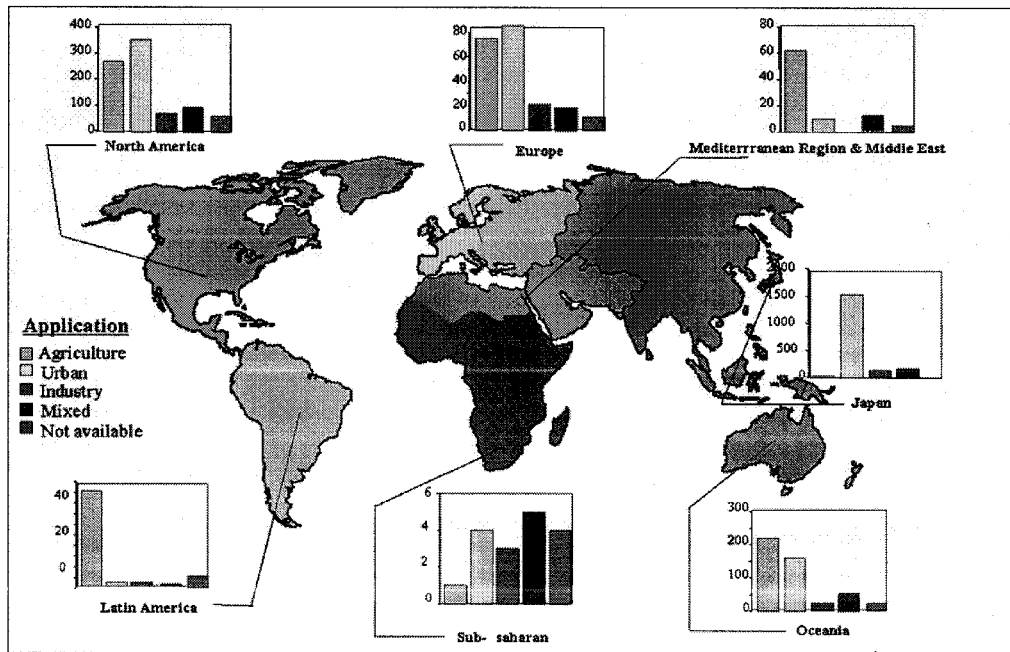 400
300
200
100
0
North America
80
60
40
20
0
Europe
80
60
40
20
0
Mediterrranean Region & Middle East
Application
Agriculture
Urban
Industry
Mixed
Not available
2000
1500
1000
500
0
Japan
40
20
0
Latin America
6
4
2
0
Sub- saharan
300
200
100
0
Oceania